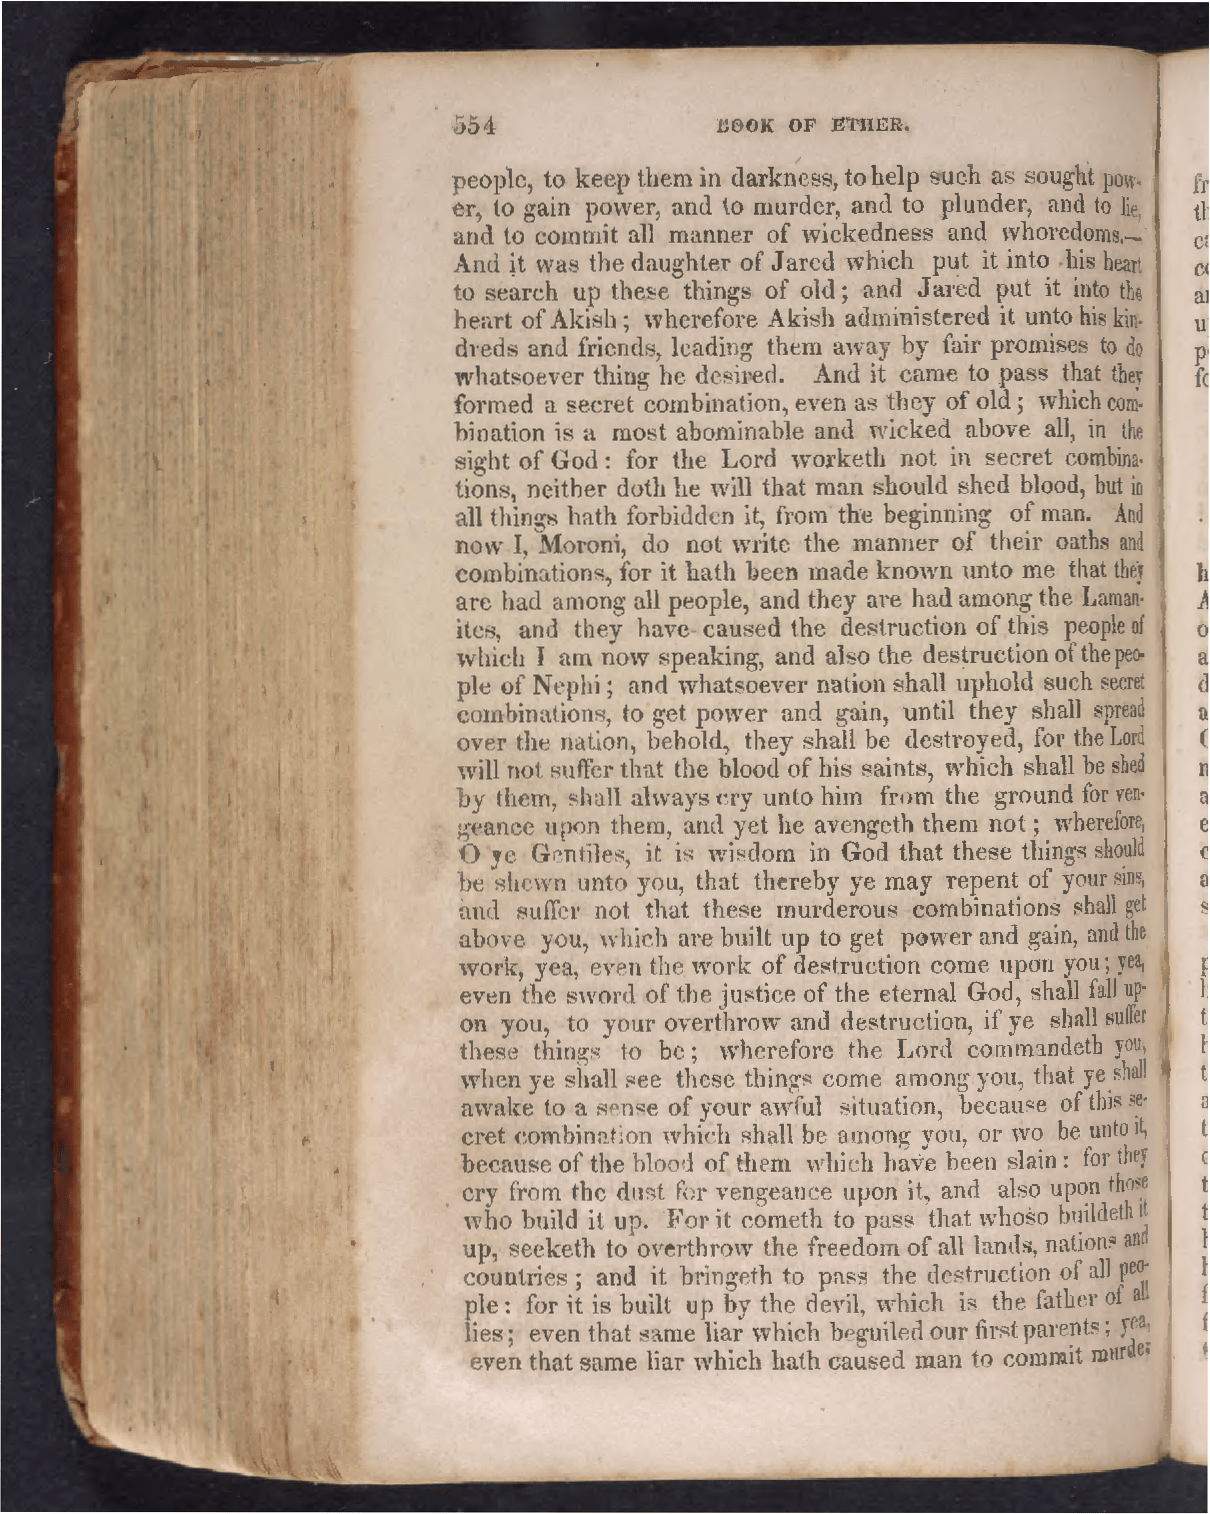 554 BOOK OF ETHER.
people, to keep them in darkness, to help such as sought pow-
er, to gain power, and to murder, and to plunder, and to lie,
and to commit all manner of wickedness and whoredoms.—
And it was the daughter of Jared which put it into his heart
to search up these things of old; and Jared put it into the
heart of Akish; wherefore Akish administered it unto his kin-
dreds and friends, leading them away by fair promises to do
whatsoever thing he desired. And it came to pass that they
formed a secret combination, even as they of old; which com-
bination is a most abominable and wicked above all, in the
sight of God: for the Lord worketh not in secret combina-
tions, neither doth he will that man should shed blood, but in
all things hath forbidden it, from the beginning of man. And
now I, Moroni, do not write the manner of their oaths and
combinations, for it hath been made known unto me that they
are had among all people, and they are had among the Laman-
ites, and they have caused the destruction of this people of
which I am now speaking, and also the destruction of the peo-
ple of Nephi; and whatsoever nation shall uphold such secret
combinations, to get power and gain, until they shall spread
over the nation, behold, they shall be destroyed, for the Lord
will not suffer that the blood of his saints, which shall be shed
by them, shall always cry unto him from the ground for ven-
geance upon them, and yet he avengeth them not; wherefore,
O ye Gentiles, it is wisdom in God that these things should
be shewn unto you, that thereby ye may repent of your sins,
and suffer not that these murderous combinations shall get
above you, which are built up to get power and gain, and the
work, yea, even the work of destruction come upon you; yea,
even the sword of the justice of the eternal God, shall fall up-
on you, to your overthrow and destruction, if ye shall suffer
these things to be; wherefore the Lord commandeth you,
when ye shall see these things come among you, that ye shall
awake to a sense of your awful situation, because of this se-
cret combination which shall be among you, or wo be unto it,
because of the blood of them which have been slain: for they
cry from the dust for vengeance upon it, and also upon those
who build it up. For it cometh to pass that whoso buildeth it
up, seeketh to overthrow the freedom of all lands, nations and
countries; and it bringeth to pass the destruction of all peo-
ple: for it is built up by the devil, which is the father of all
lies; even that same liar which beguiled our first parents; yea,
even that same liar which hath caused man to commit murder